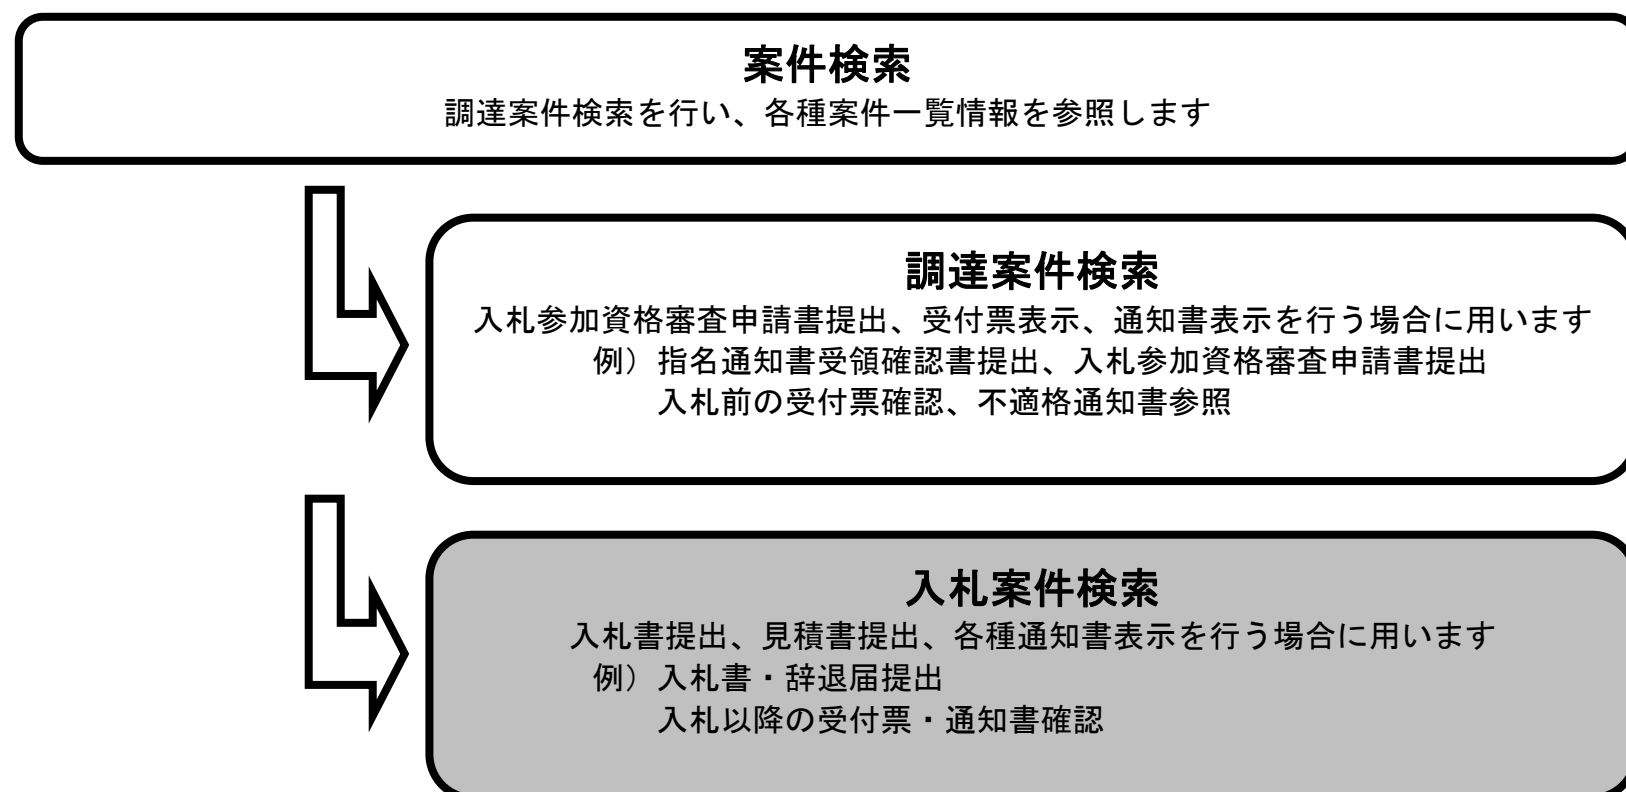 案件検索
調達案件検索を行い、各種案件一覧情報を参照します
調達案件検索
入札参加資格審査申請書提出、受付票表示、通知書表示を行う場合に用います
例）指名通知書受領確認書提出、入札参加資格審査申請書提出
入札前の受付票確認、不適格通知書参照
入札案件検索
入札書提出、見積書提出、各種通知書表示を行う場合に用います
例）入札書・辞退届提出
入札以降の受付票・通知書確認